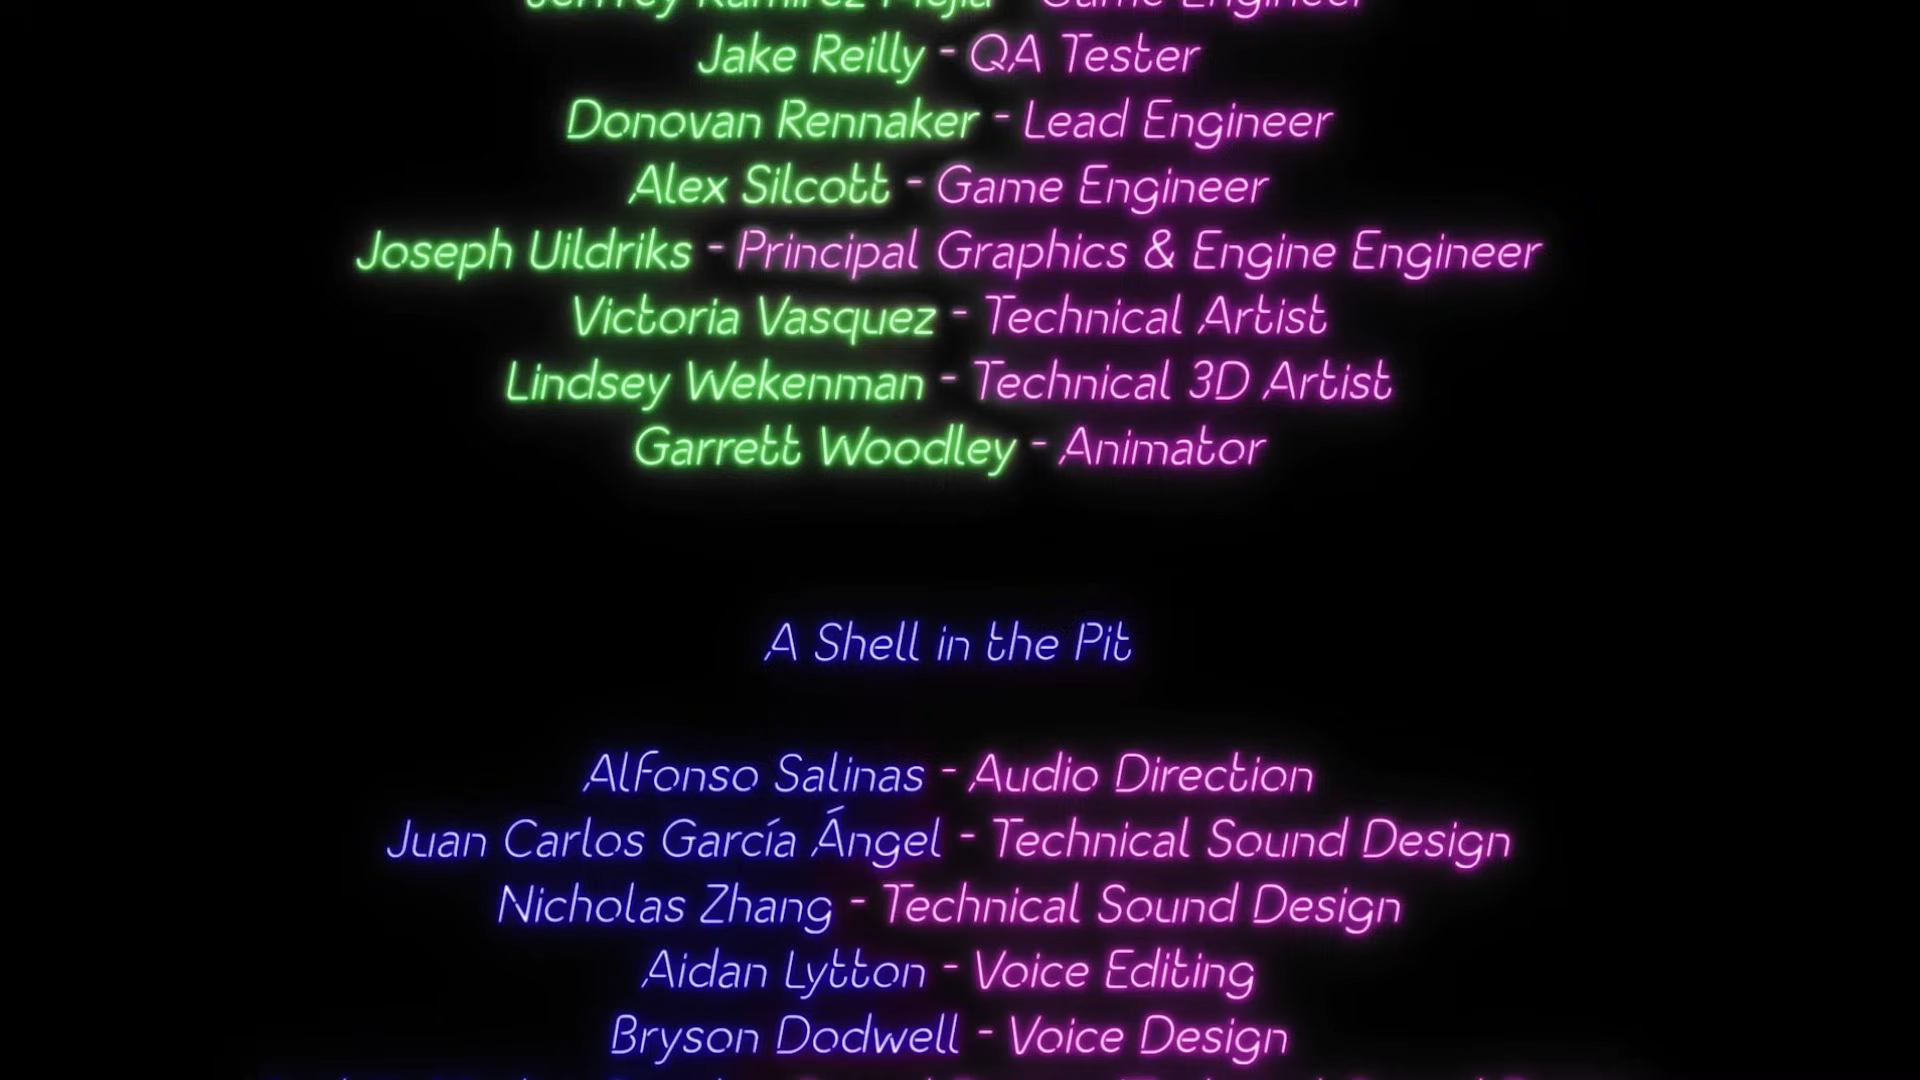 Jeffrey Ramirez Mejia - Game Engineer
Jake Reilly - QA Tester
Donovan Rennaker - Lead Engineer
Alex Silcott - Game Engineer
Joseph Uildriks - Principal Graphics & Engine Engineer
Victoria Vasquez - Technical Artist
Lindsey Wekenman - Technical 3D Artist
Garrett Woodley - Animator
A Shell in the Pit
Alfonso Salinas - Audio Direction
Juan Carlos García Ángel - Technical Sound Design
Nicholas Zhang - Technical Sound Design
Aidan Lytton - Voice Editing
Bryson Dodwell - Voice Design